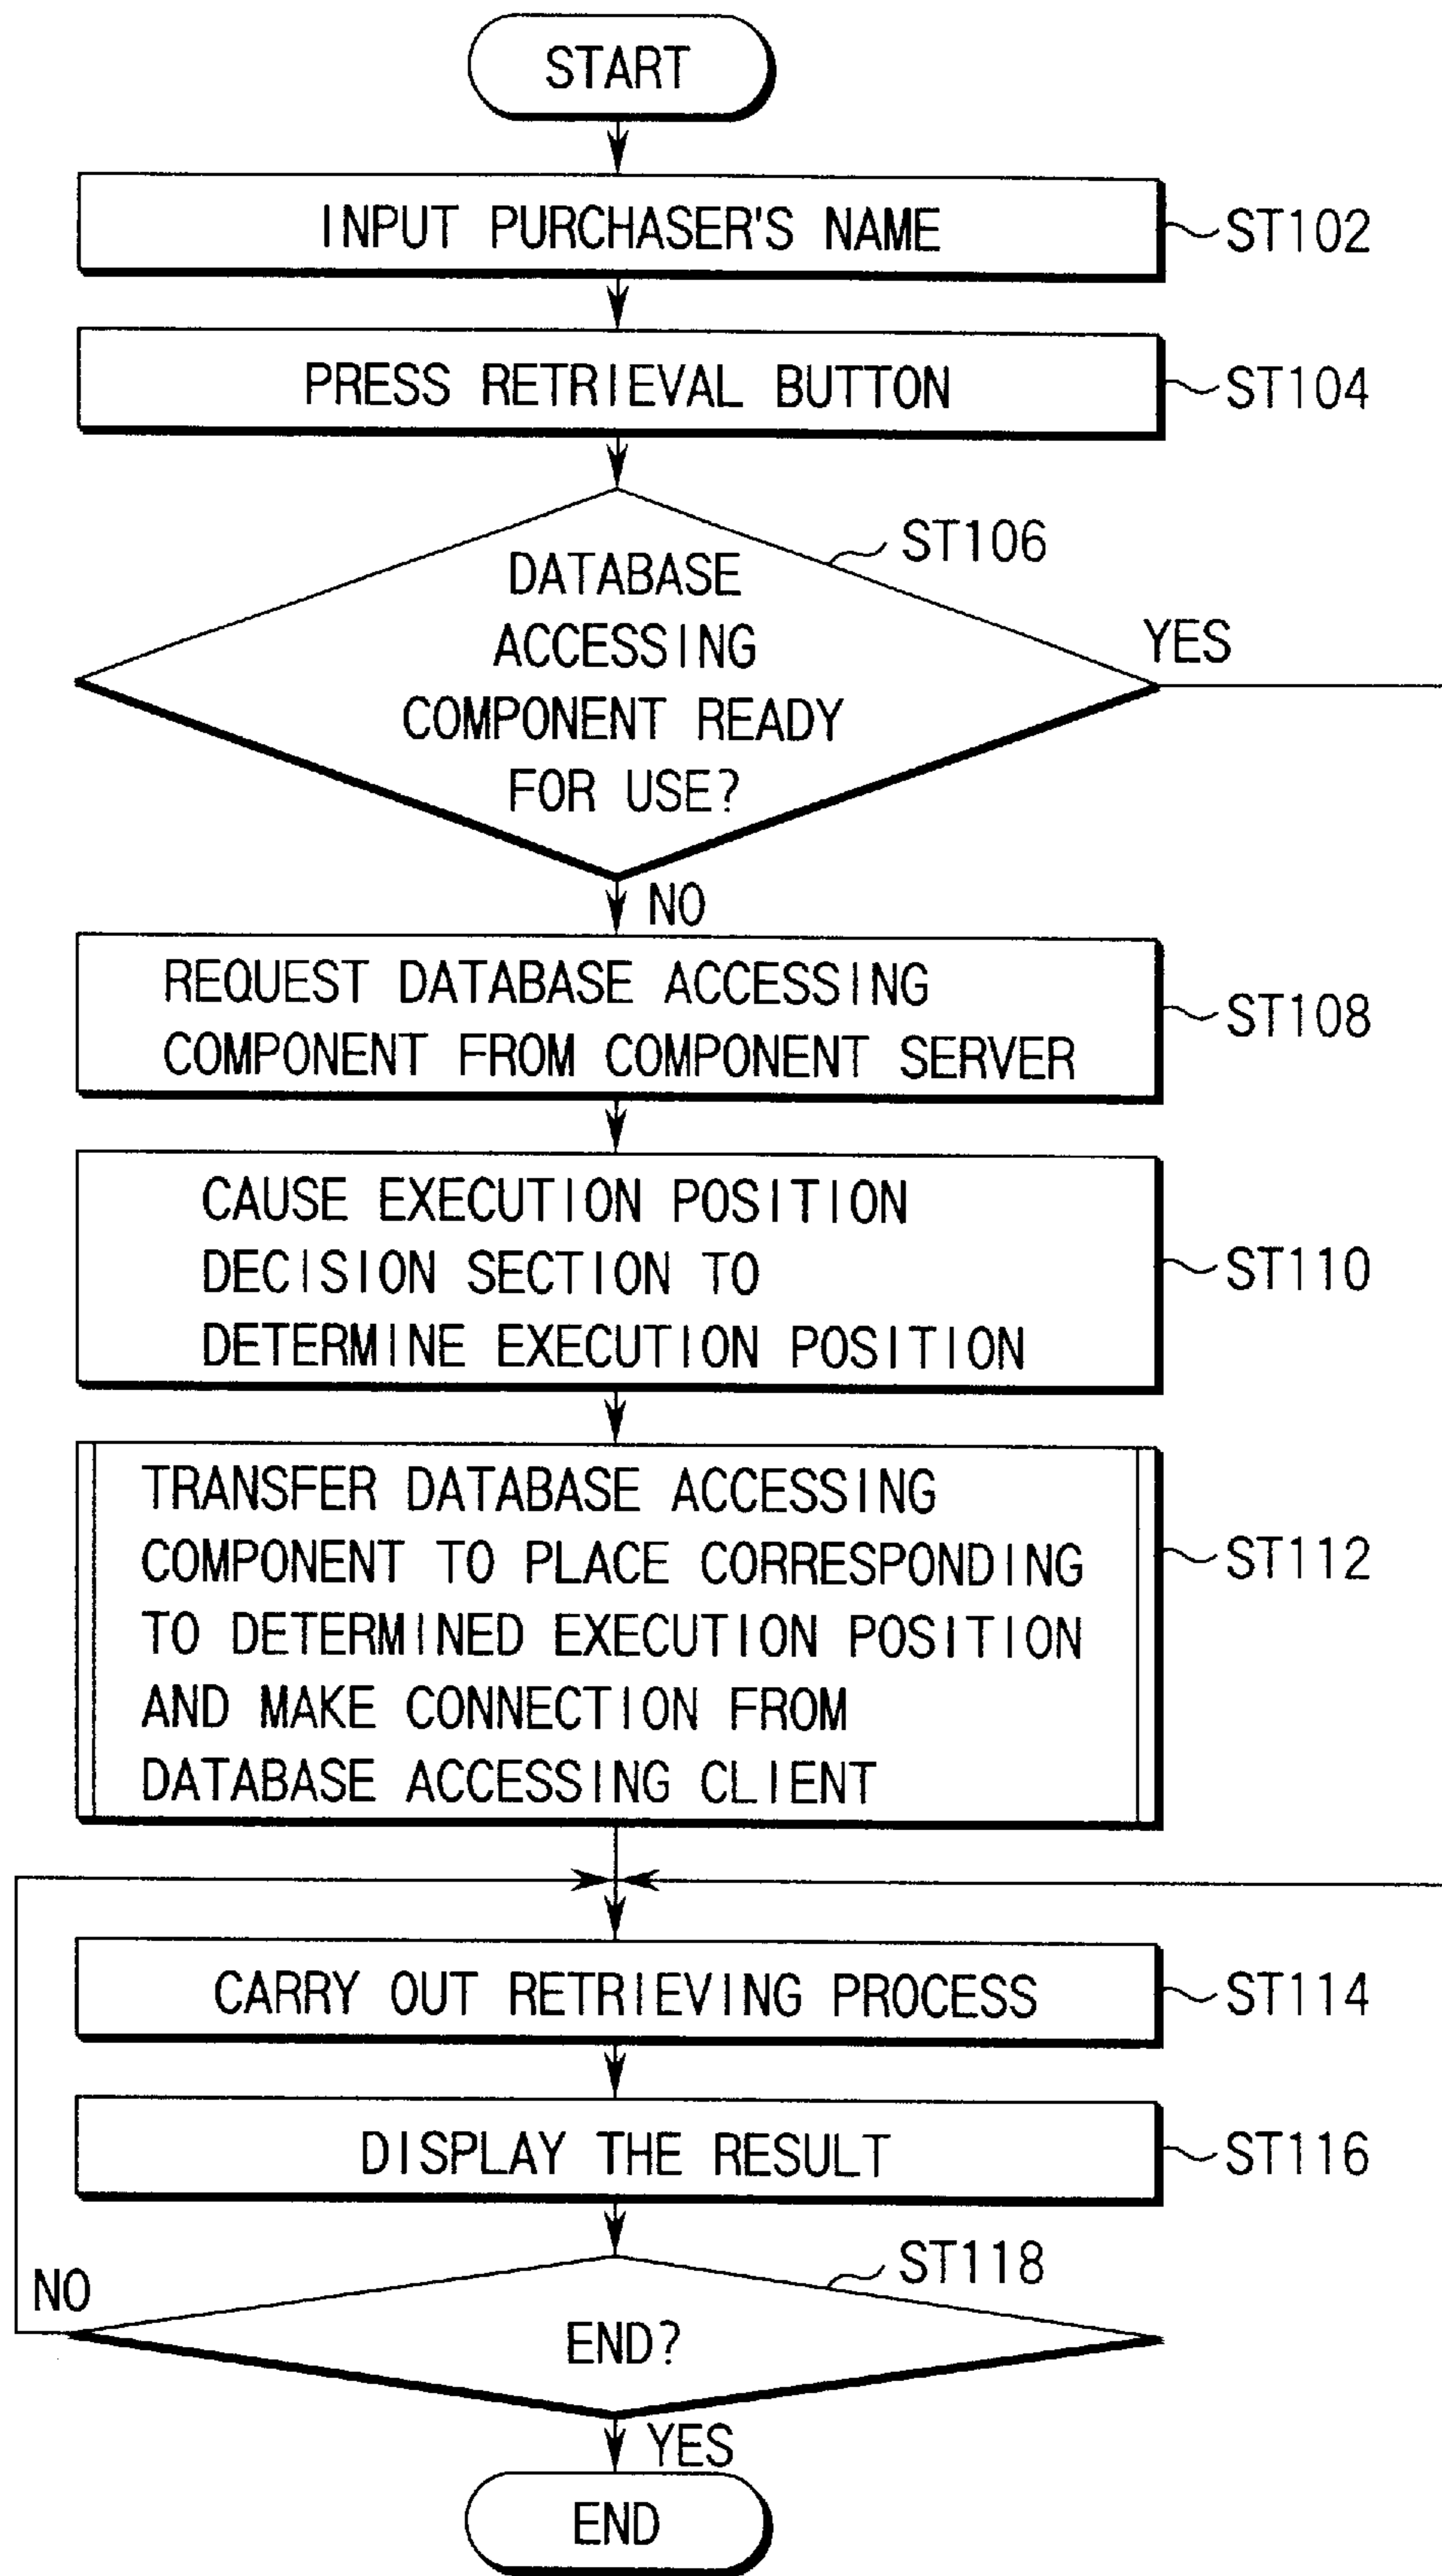 START
INPUT PURCHASER'S NAME
ST102
PRESS RETRIEVAL BUTTON
ST104
ST106
DATABASE
ACCESSING
COMPONENT READY
FOR USE?
YES
NO
REQUEST DATABASE ACCESSING
COMPONENT FROM COMPONENT SERVER
ST108
CAUSE EXECUTION POSITION
DECISION SECTION TO
DETERMINE EXECUTION POSITION
ST110
TRANSFER DATABASE ACCESSING
COMPONENT TO PLACE CORRESPONDING
TO DETERMINED EXECUTION POSITION
AND MAKE CONNECTION FROM
DATABASE ACCESSING CLIENT
ST112
CARRY OUT RETRIEVING PROCESS
ST114
DISPLAY THE RESULT
ST116
ST118
NO
END?
YES
END